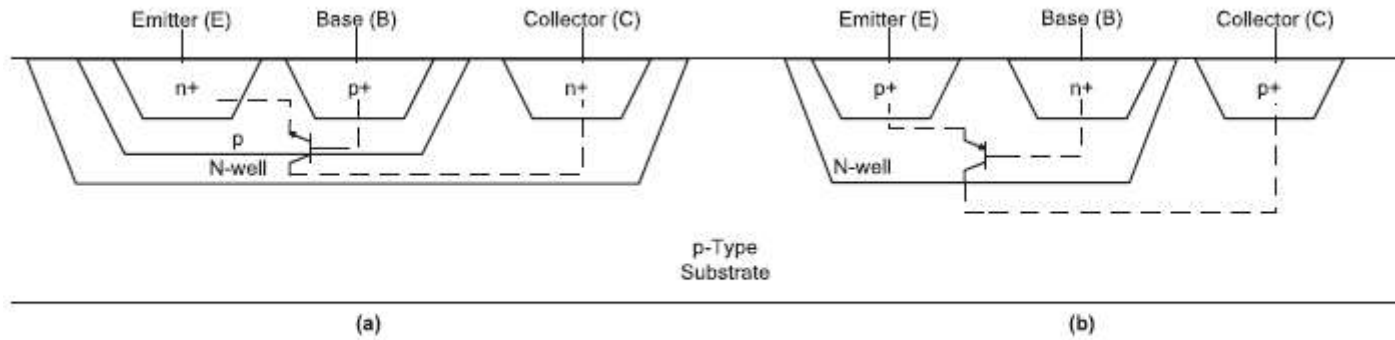 Emitter (E) Base (B) Collector (C) Emitter (E) Base (B) Collector (C)
n+ p+ n+ p+ n+ p+
p
N-well N-well
p-Type
Substrate
(a) (b)